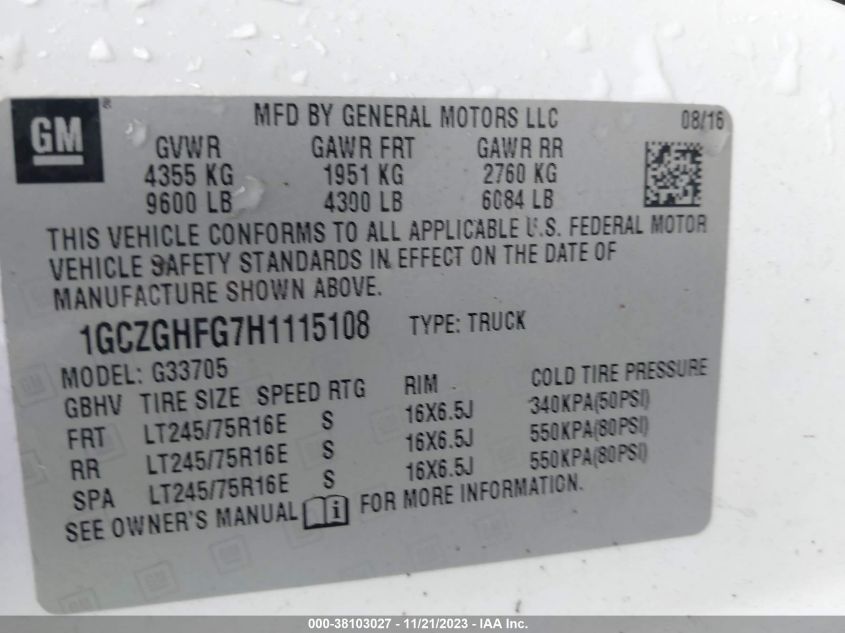 GM
MFD BY GENERAL MOTORS LLC 08/16
GVWR GAWR FRT GAWR RR
4355 KG 1951 KG 2760 KG
9600 LB 4300 LB 6084 LB
THIS VEHICLE CONFORMS TO ALL APPLICABLE U.S. FEDERAL MOTOR
VEHICLE SAFETY STANDARDS IN EFFECT ON THE DATE OF
MANUFACTURE SHOWN ABOVE.
1GCZGHFG7H1115108 TYPE: TRUCK
MODEL: G33705
GBHV TIRE SIZE SPEED RTG RIM COLD TIRE PRESSURE
FRT LT245/75R16E S 16X6.5J 340KPA(50PSI)
RR LT245/75R16E S 16X6.5J 550KPA(80PSI)
SPA LT245/75R16E S 16X6.5J 550KPA(80PSI)
SEE OWNER'S MANUAL i FOR MORE INFORMATION.
000-38103027 - 11/21/2023 - IAA Inc.